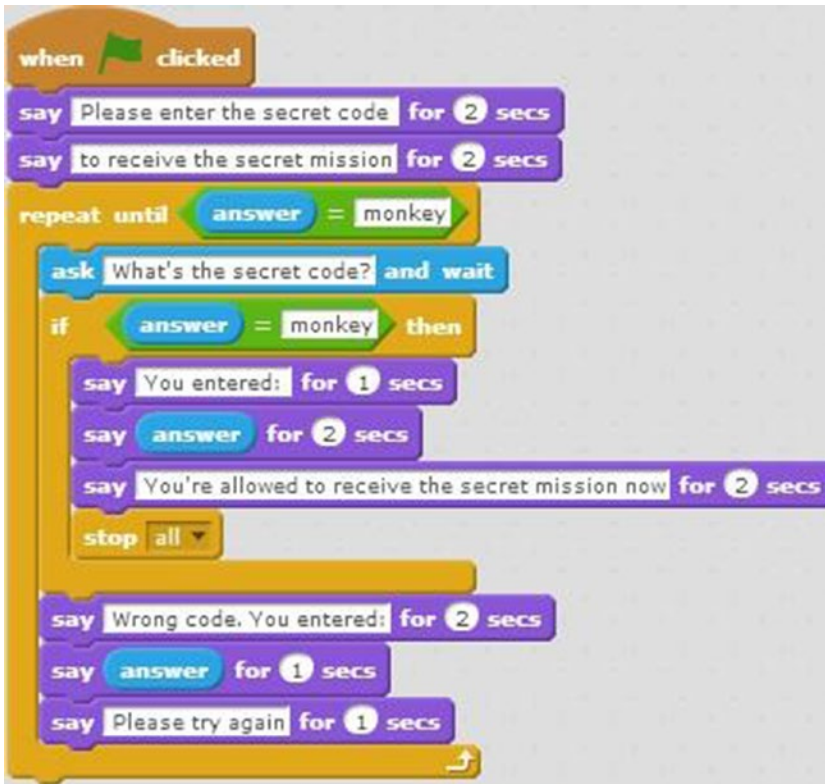 when clicked
say Please enter the secret code for 2 secs
say to receive the secret mission for 2 secs
repeat until answer = monkey
ask What's the secret code? and wait
if answer = monkey then
say You entered: for 1 secs
say answer for 2 secs
say You're allowed to receive the secret mission now for 2 secs
stop all
say Wrong code. You entered: for 2 secs
say answer for 1 secs
say Please try again for 1 secs